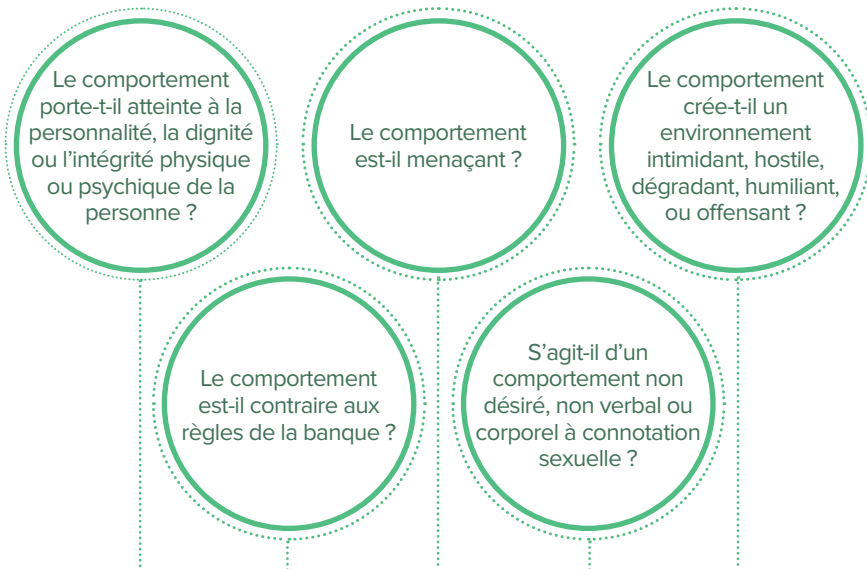 Le comportement
porte-t-il atteinte à la
personnalité, la dignité
ou l’intégrité physique
ou psychique de la
personne ?
Le comportement
est-il menaçant ?
Le comportement
crée-t-il un
environnement
intimidant, hostile,
dégradant, humiliant,
ou offensant ?
Le comportement
est-il contraire aux
règles de la banque ?
S’agit-il d’un
comportement non
désiré, non verbal ou
corporel à connotation
sexuelle ?